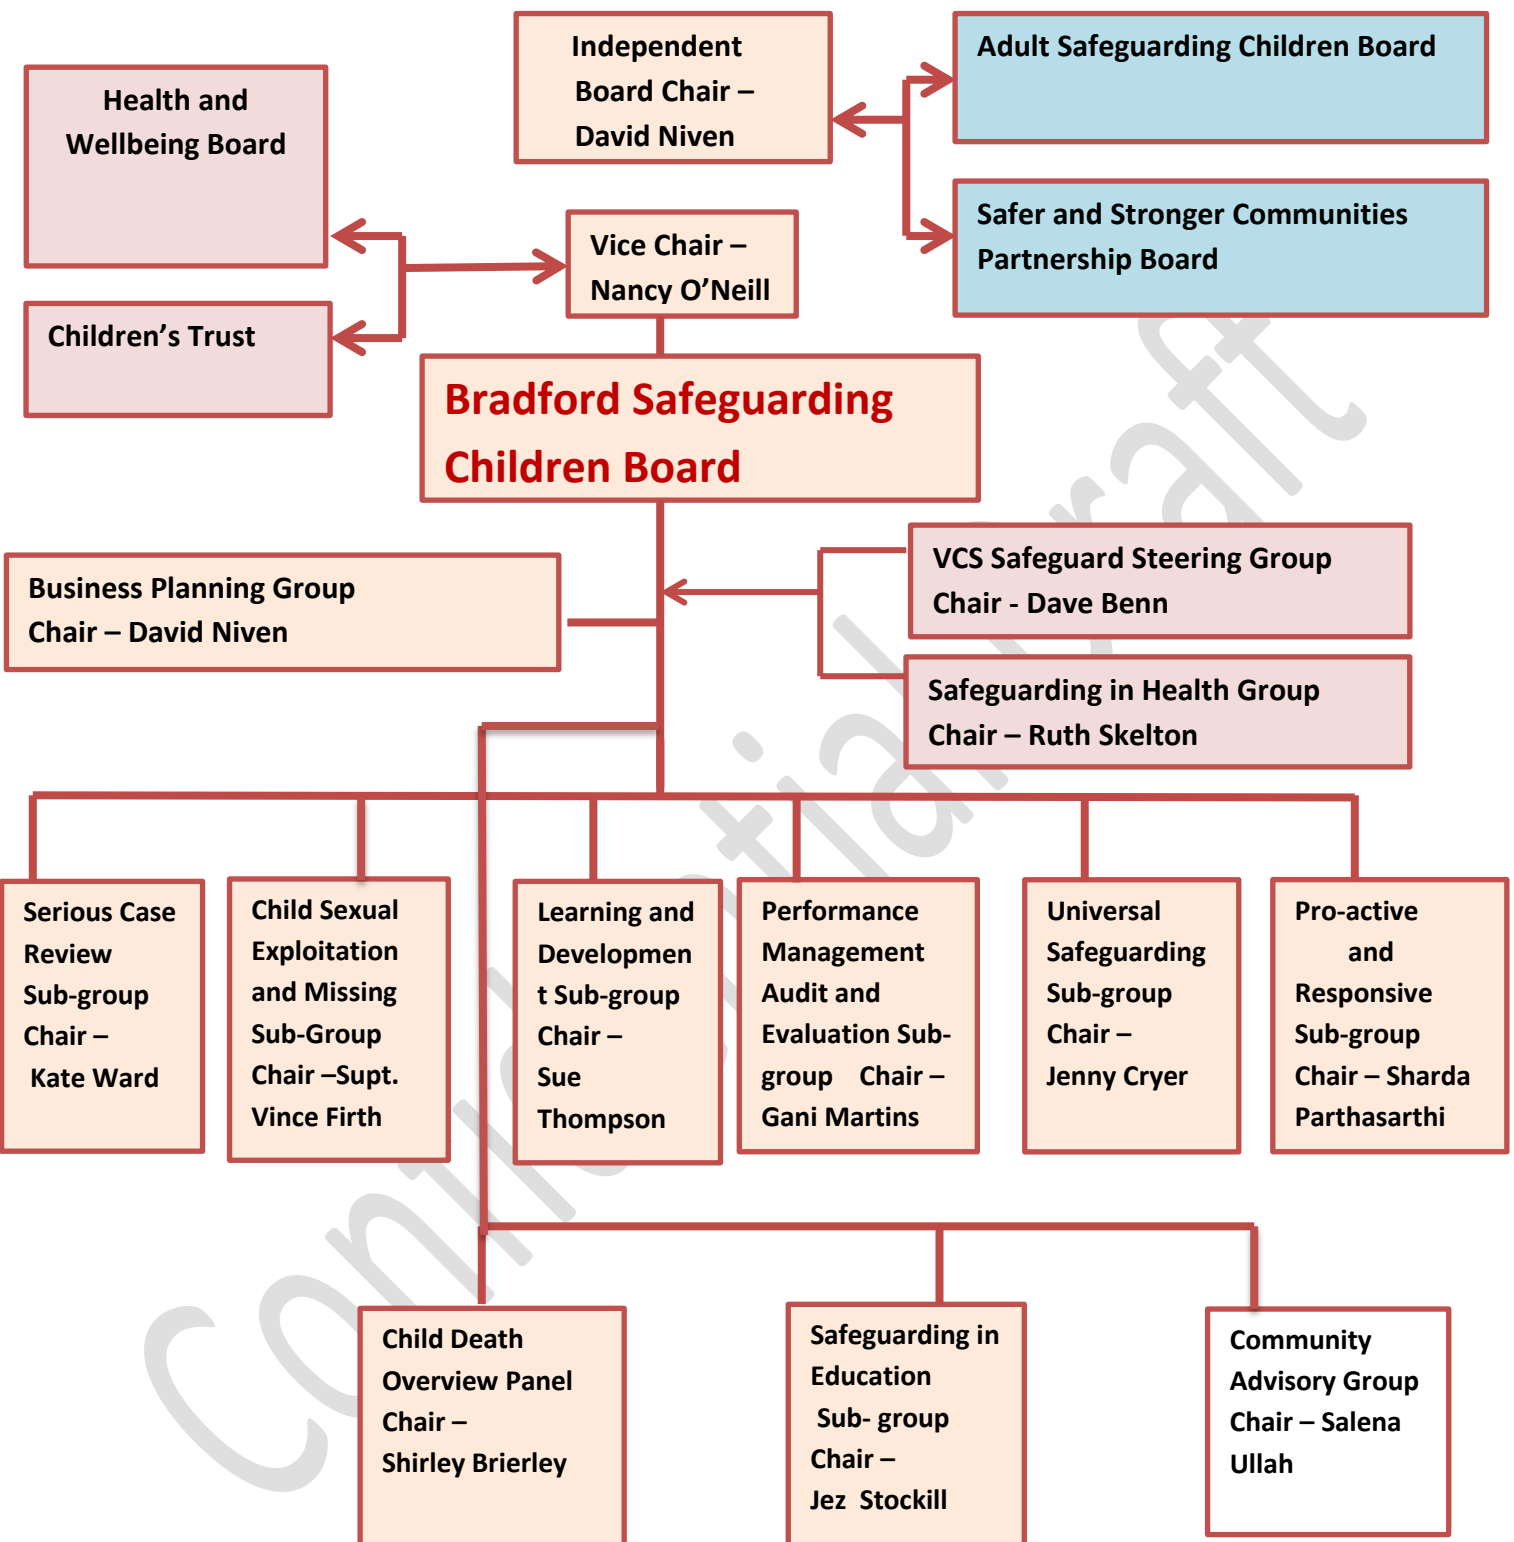 Independent
Board Chair –
David Niven
Adult Safeguarding Children Board
Health and
Wellbeing Board
Safer and Stronger Communities
Partnership Board
Vice Chair –
Nancy O’Neill
Children’s Trust
Bradford Safeguarding
Children Board
Business Planning Group
Chair – David Niven
VCS Safeguard Steering Group
Chair - Dave Benn
Safeguarding in Health Group
Chair – Ruth Skelton
Serious Case
Review
Sub-group
Chair –
Kate Ward
Child Sexual
Exploitation
and Missing
Sub-Group
Chair –Supt.
Vince Firth
Learning and
Developmen
t Sub-group
Chair –
Sue
Thompson
Performance
Management
Audit and
Evaluation Sub-
group Chair –
Gani Martins
Universal
Safeguarding
Sub-group
Chair –
Jenny Cryer
Pro-active
and
Responsive
Sub-group
Chair – Sharda
Parthasarthi
Child Death
Overview Panel
Chair –
Shirley Brierley
Safeguarding in
Education
Sub- group
Chair –
Jez Stockill
Community
Advisory Group
Chair – Salena
Ullah
Confidential Draft